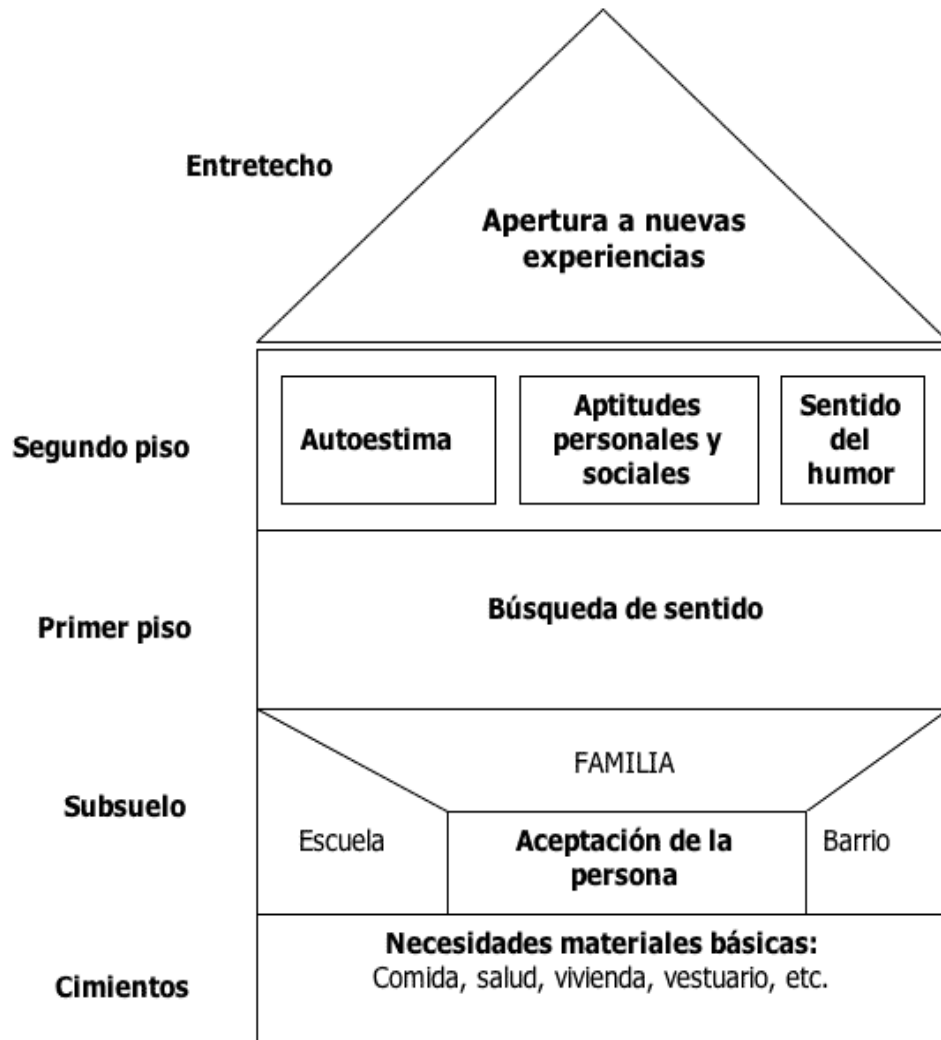 Entretecho
Apertura a nuevas
experiencias
Segundo piso
Autoestima
Aptitudes
personales y
sociales
Sentido
del
humor
Primer piso
Búsqueda de sentido
Subsuelo
FAMILIA
Escuela
Aceptación de la
persona
Barrio
Cimientos
Necesidades materiales básicas:
Comida, salud, vivienda, vestuario, etc.